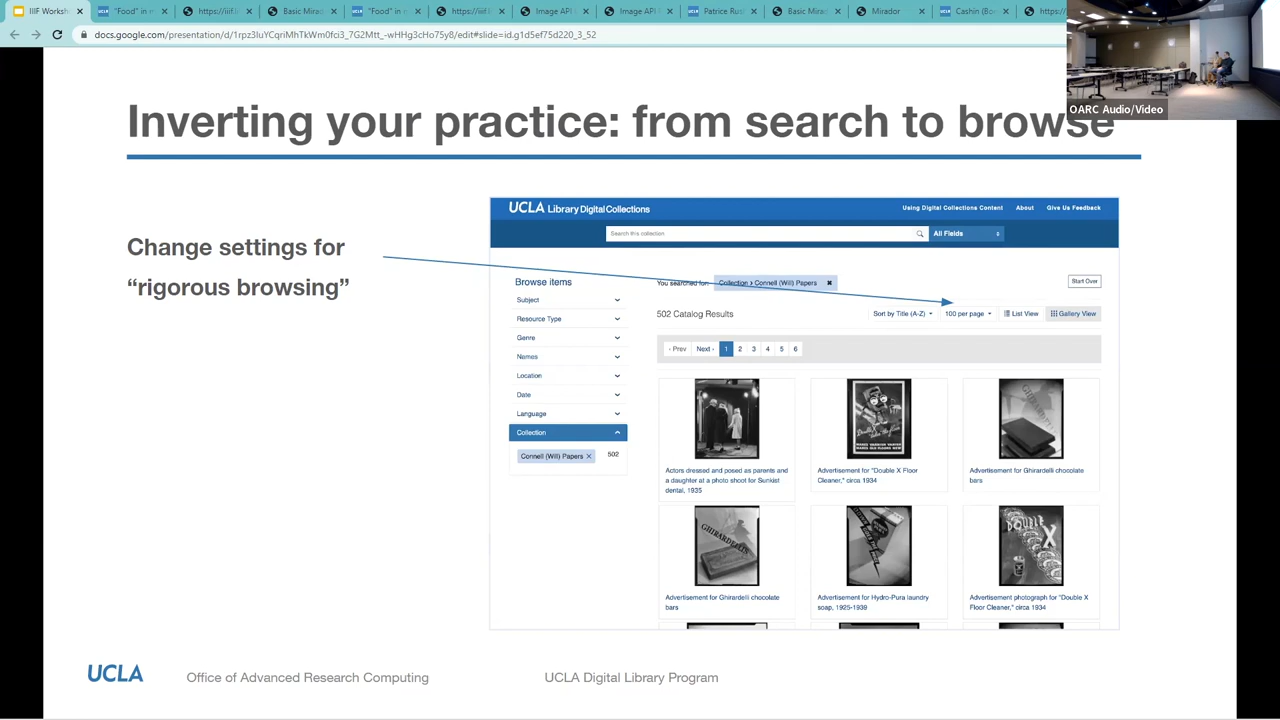 IIIF Worksh
"Food" in
https://iiif.
"Food" in
https://iiif.
Image API
Image API
Patrice Rus
Basic Mirad
Mirador
Cashin (Bo
https://
docs.google.com/presentation/d/1rpz3IuYCqriMhTkWm0fci3_7G2Mtt_-wHHg3cHo75y8/edit#slide=id.g1d5ef75d220_3_52
OARC Audio/Video
Inverting your practice: from search to browse
Change settings for
“rigorous browsing”
UCLA Library Digital Collections
Using Digital Collections Content
About
Give Us Feedback
Search this collection
All Fields
Browse items
Subject
Resource Type
Genre
Names
Location
Date
Language
Collection
Connell (Will) Papers ×
502
You searched for:
Collection › Connell (Will) Papers ✖
Start Over
502 Catalog Results
Sort by Title (A-Z)
100 per page
List View
Gallery View
‹ Prev
Next ›
1 2 3 4 5 6
GHIRARDELLI
Actors dressed and posed as parents and
a daughter at a photo shoot for Sunkist
dental, 1935
Advertisement for "Double X Floor
Cleaner," circa 1934
Advertisement for Ghirardelli chocolate
bars
GHIRARDELLI'S
DOUBLE
X
Advertisement for Ghirardelli chocolate
bars
Advertisement for Hydro-Pura laundry
soap, 1925-1939
Advertisement photograph for "Double X
Floor Cleaner," circa 1934
UCLA
Office of Advanced Research Computing
UCLA Digital Library Program